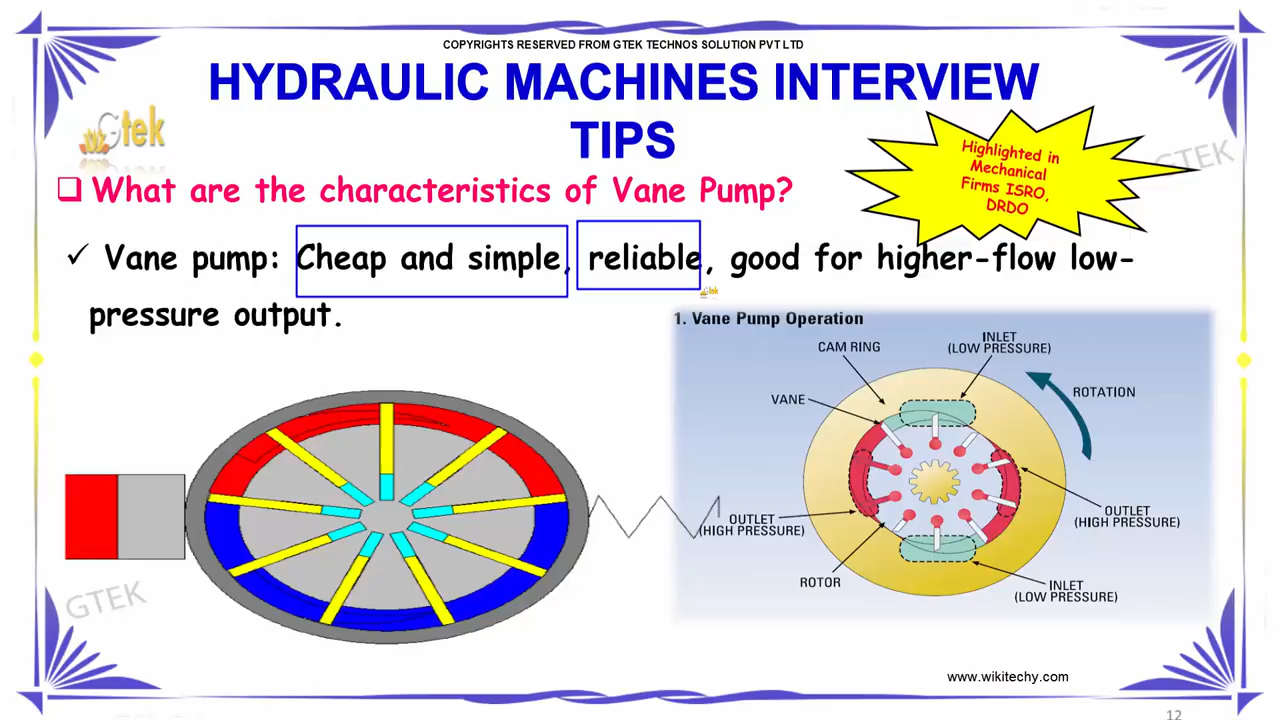 COPYRIGHTS RESERVED FROM GTEK TECHNOS SOLUTION PVT LTD
HYDRAULIC MACHINES INTERVIEW
TIPS
Gtek
GTEK
Highlighted in
Mechanical
Firms ISRO,
DRDO
What are the characteristics of Vane Pump?
Vane pump: Cheap and simple, reliable, good for higher-flow low-
pressure output.
Gtek
1. Vane Pump Operation
CAM RING
INLET
(LOW PRESSURE)
ROTATION
VANE
OUTLET
(HIGH PRESSURE)
OUTLET
(HIGH PRESSURE)
ROTOR
INLET
(LOW PRESSURE)
GTEK
www.wikitechy.com
12